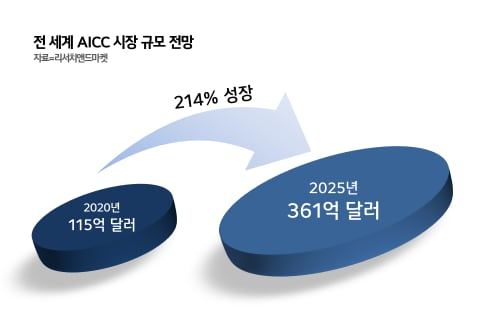 전 세계 AICC 시장 규모 전망
자료=리서치앤드마켓
214% 성장
2020년
115억 달러
2025년
361억 달러